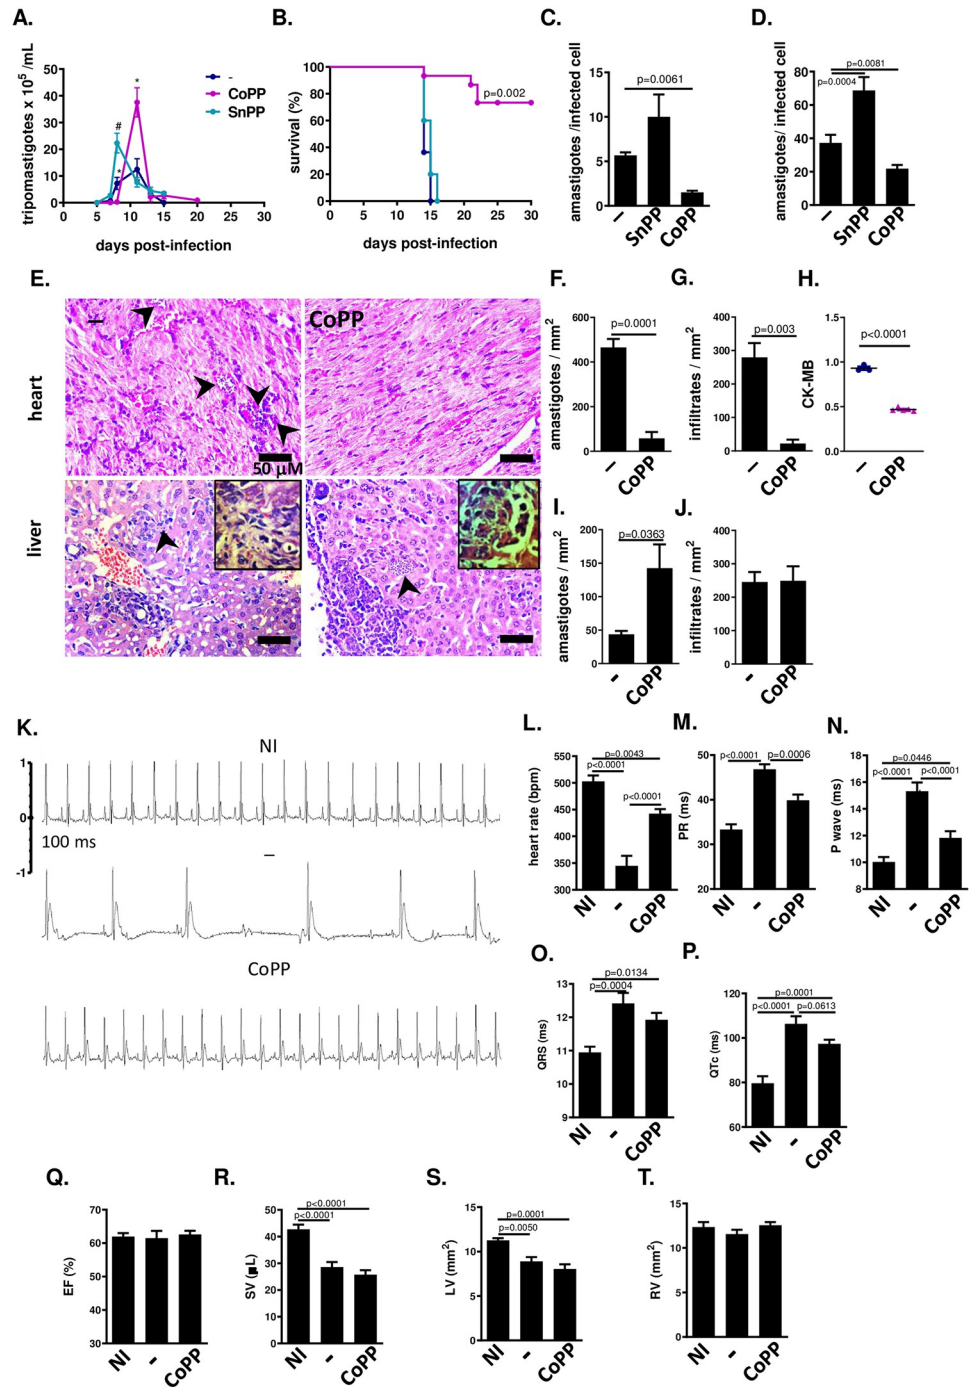 A.
tripomastigotes x 10⁵ /mL
50
40
30
20
10
0
0 5 10 15 20 25 30
days post-infection
*
#
*
-
CoPP
SnPP
B.
survival (%)
100
80
60
40
20
0
0 5 10 15 20 25 30
days post-infection
p=0.002
C.
amastigotes /infected cell
15
10
5
0
p=0.0061
– SnPP CoPP
D.
amastigotes/ infected cell
80
60
40
20
0
p=0.0081
p=0.0004
– SnPP CoPP
E.
heart
liver
–
CoPP
50 μM
F.
amastigotes / mm²
600
400
200
0
p=0.0001
– CoPP
G.
infiltrates / mm²
400
300
200
100
0
p=0.003
– CoPP
H.
CK-MB
1.5
1.0
0.5
0.0
p<0.0001
– CoPP
I.
amastigotes / mm²
200
150
100
50
0
p=0.0363
- CoPP
J.
infiltrates / mm²
400
300
200
100
0
- CoPP
K.
NI
1
0
-1
100 ms
–
CoPP
L.
heart rate (bpm)
550
500
450
400
350
300
p=0.0043
p<0.0001
p<0.0001
NI - CoPP
M.
PR (ms)
50
40
30
20
p<0.0001 p=0.0006
NI - CoPP
N.
P wave (ms)
18
16
14
12
10
8
p=0.0446
p<0.0001 p<0.0001
NI - CoPP
O.
QRS (ms)
13
12
11
10
9
p=0.0134
p=0.0004
NI - CoPP
P.
QTc (ms)
120
100
80
60
p=0.0001
p<0.0001 p=0.0613
NI - CoPP
Q.
EF (%)
70
60
50
40
30
NI - CoPP
R.
SV (■L)
50
40
30
20
10
0
p<0.0001
p<0.0001
NI - CoPP
S.
LV (mm²)
15
10
5
0
p=0.0001
p=0.0050
NI - CoPP
T.
RV (mm²)
15
10
5
0
NI - CoPP